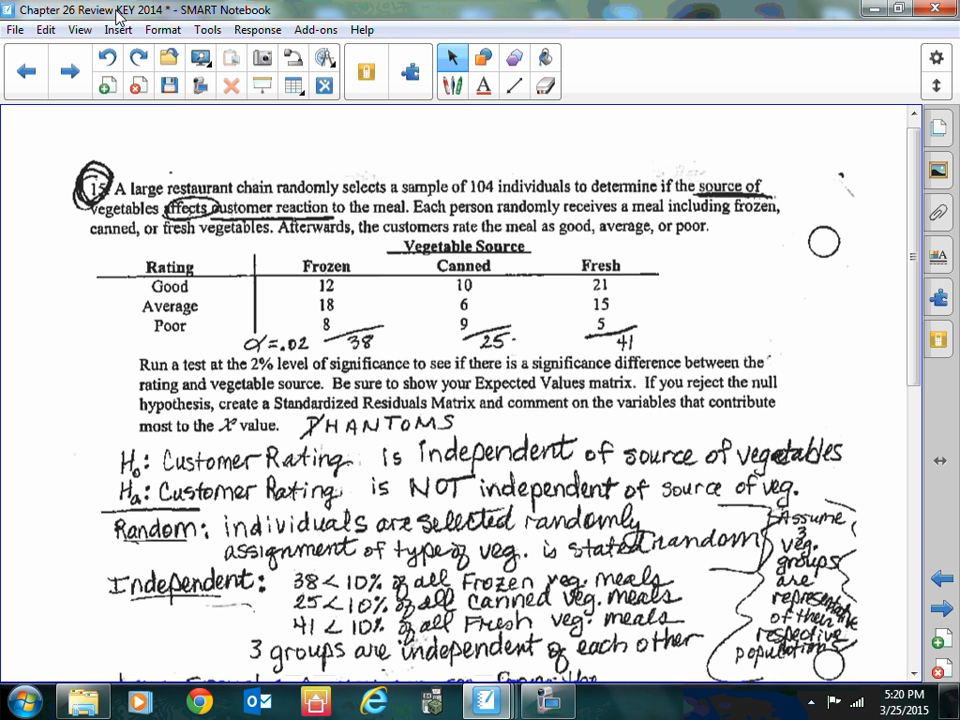 Chapter 26 Review KEY 2014 * - SMART Notebook
File Edit View Insert Format Tools Response Add-ons Help
15. A large restaurant chain randomly selects a sample of 104 individuals to determine if the source of
vegetables affects customer reaction to the meal. Each person randomly receives a meal including frozen,
canned, or fresh vegetables. Afterwards, the customers rate the meal as good, average, or poor.
Vegetable Source
Rating Frozen Canned Fresh
Good 12 10 21
Average 18 6 15
Poor 8 9 5
α=.02 38 25 41
Run a test at the 2% level of significance to see if there is a significance difference between the
rating and vegetable source. Be sure to show your Expected Values matrix. If you reject the null
hypothesis, create a Standardized Residuals Matrix and comment on the variables that contribute
most to the X² value. PHANTOMS
H₀: Customer Rating is independent of source of vegetables
Hₐ: Customer Rating is NOT independent of source of veg.
Random: individuals are selected randomly
assignment of type of veg. is stated random
Independent: 38 < 10% of all Frozen veg. meals
25 < 10% of all Canned veg. meals
41 < 10% of all Fresh veg. meals
3 groups are independent of each other
Assume
3
veg.
groups
are
of their
respective
populations
5:20 PM
3/25/2015